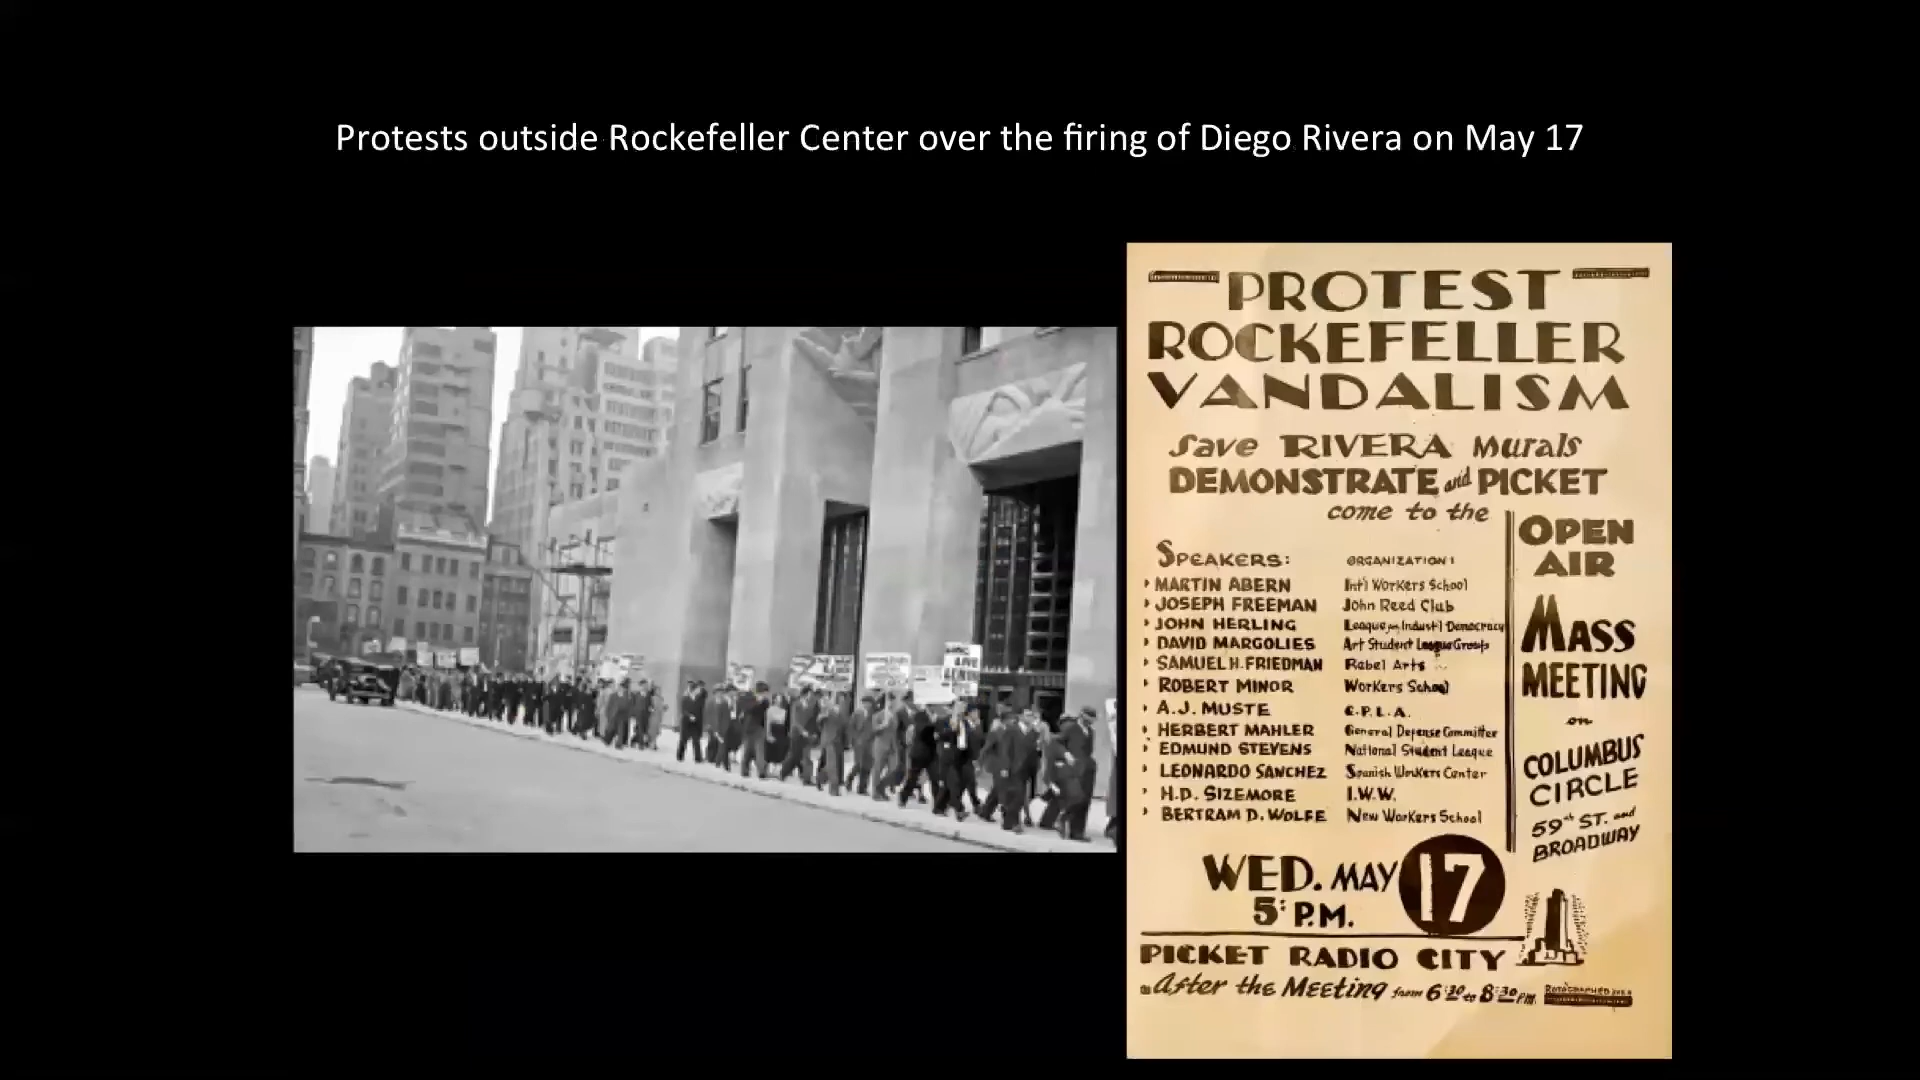 Protests outside Rockefeller Center over the firing of Diego Rivera on May 17
PROTEST
ROCKEFELLER
VANDALISM
Save RIVERA Murals
DEMONSTRATE and PICKET
come to the
OPEN
AIR
MASS
MEETING
on
COLUMBUS
CIRCLE
59th ST. and
BROADWAY
SPEAKERS: ORGANIZATION:
MARTIN ABERN Int'l Workers School
JOSEPH FREEMAN John Reed Club
JOHN HERLING League for Indust'l Democracy
DAVID MARGOLIES Art Student League Group
SAMUEL H. FRIEDMAN Rebel Arts
ROBERT MINOR Workers School
A.J. MUSTE C.P.L.A.
HERBERT MAHLER General Defense Committee
EDMUND STEVENS National Student League
LEONARDO SANCHEZ Spanish Workers Center
H.D. SIZEMORE I.W.W.
BERTRAM D. WOLFE New Workers School
WED. MAY 17
5: P.M.
PICKET RADIO CITY
After the Meeting from 6:30 to 8:30 PM.